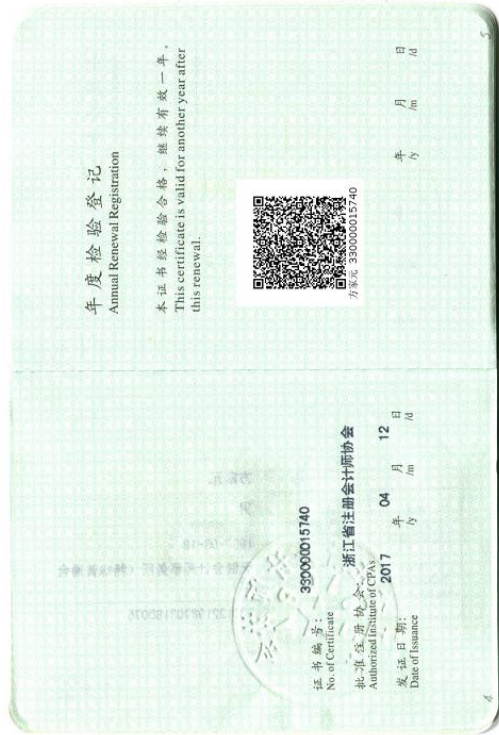 年度检验登记
Annual Renewal Registration
本证书经检验合格，继续有效一年。
This certificate is valid for another year after
this renewal.
方家元 330000015740
年 月 日
/y /m /d
5
证书编号：
No. of Certificate
330000015740
批准注册协会：
Authorized Institute of CPAs
浙江省注册会计师协会
发证日期：
Date of Issuance
2017 年 04 月 12 日
/y /m /d
4